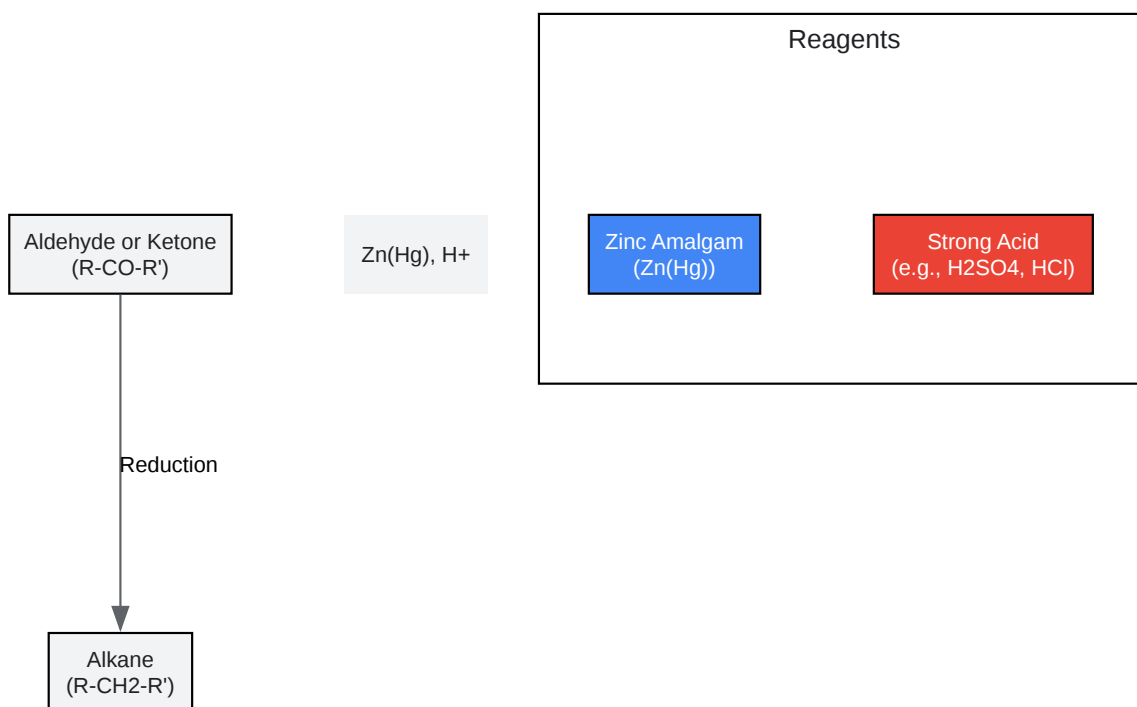 Reagents
Aldehyde or Ketone
(R-CO-R')
Zn(Hg), H+
Zinc Amalgam
(Zn(Hg))
Strong Acid
(e.g., H2SO4, HCl)
Reduction
Alkane
(R-CH2-R')